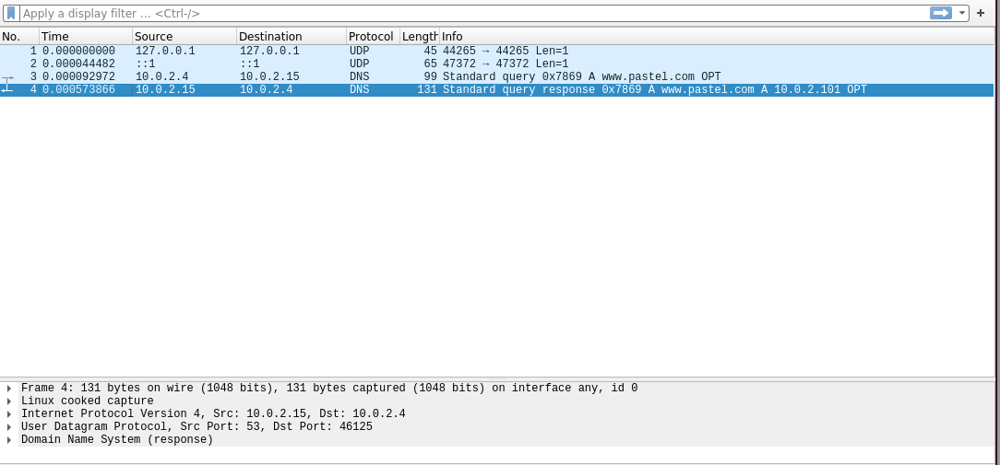 Apply a display filter … <Ctrl-/> +
No. Time Source Destination Protocol Length Info
1 0.000000000 127.0.0.1 127.0.0.1 UDP 45 44265 → 44265 Len=1
2 0.000044482 ::1 ::1 UDP 65 47372 → 47372 Len=1
3 0.000092972 10.0.2.4 10.0.2.15 DNS 99 Standard query 0x7869 A www.pastel.com OPT
4 0.000573866 10.0.2.15 10.0.2.4 DNS 131 Standard query response 0x7869 A www.pastel.com A 10.0.2.101 OPT
Frame 4: 131 bytes on wire (1048 bits), 131 bytes captured (1048 bits) on interface any, id 0
Linux cooked capture
Internet Protocol Version 4, Src: 10.0.2.15, Dst: 10.0.2.4
User Datagram Protocol, Src Port: 53, Dst Port: 46125
Domain Name System (response)